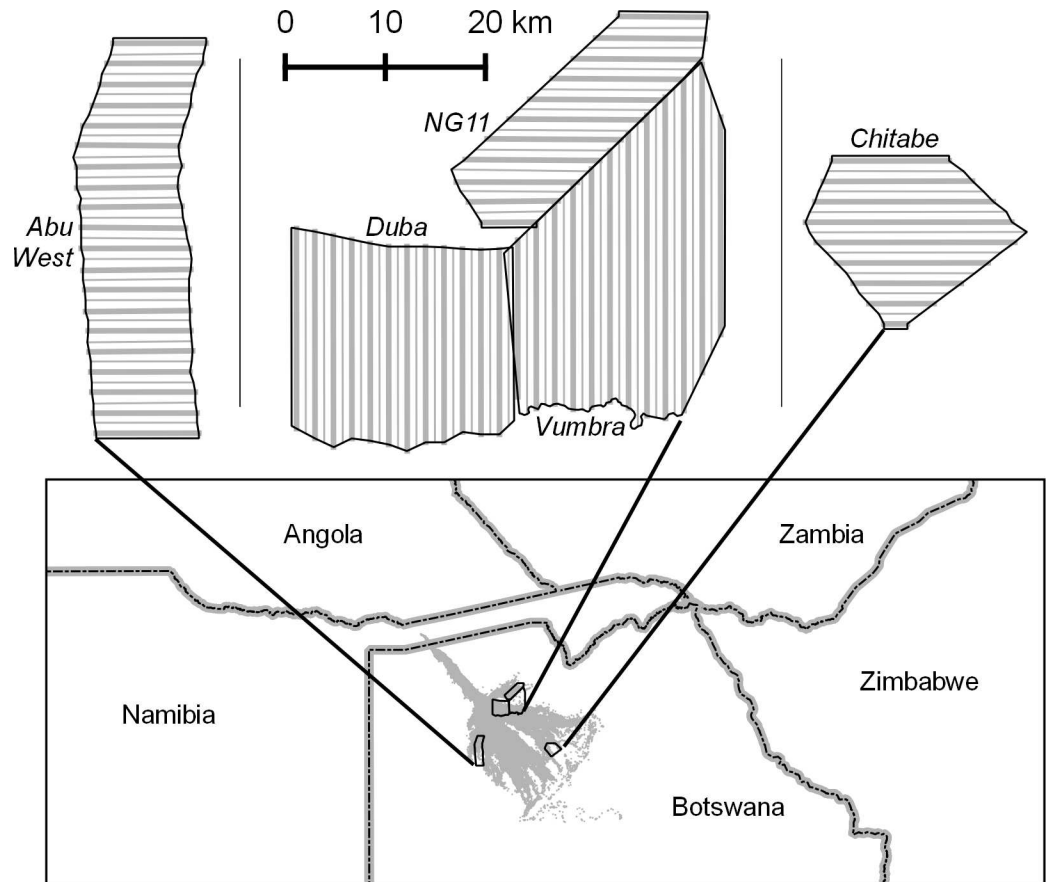 0 10 20 km
NG11
Chitabe
Abu
West
Duba
Vumbra
Angola
Zambia
Namibia
Zimbabwe
Botswana